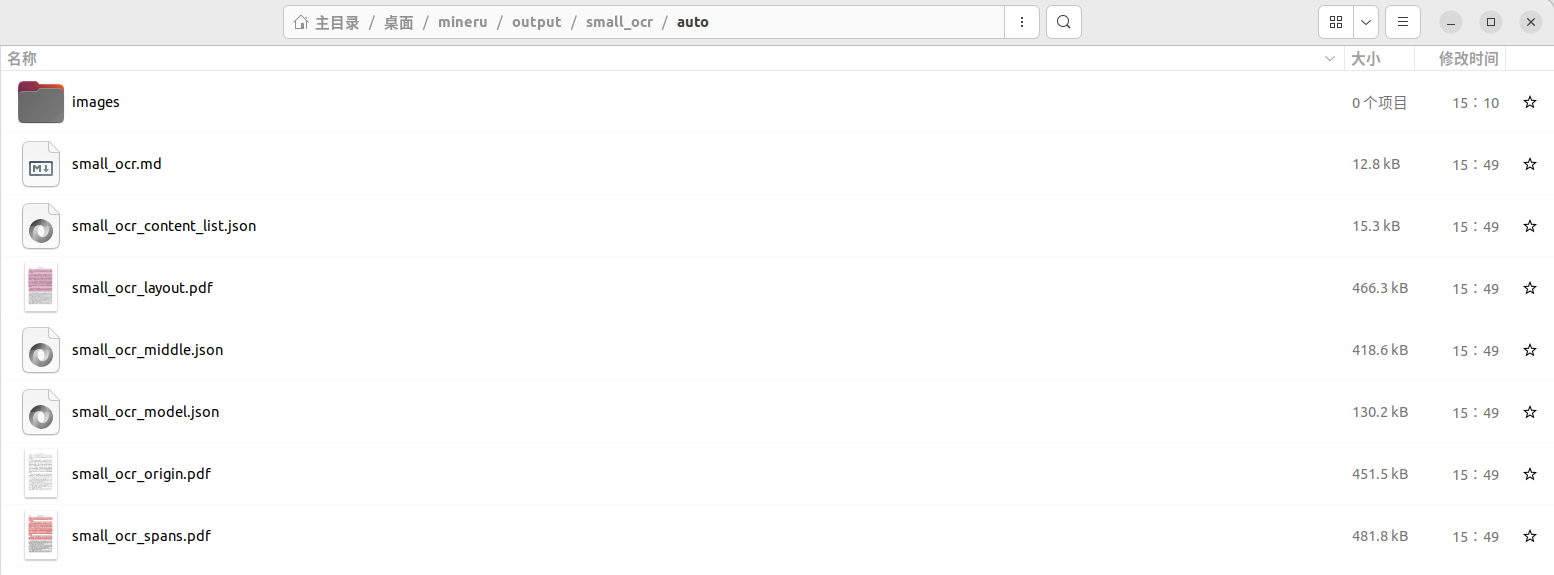 主目录 / 桌面 / mineru / output / small_ocr / auto
名称 大小 修改时间
images 0 个项目 15：10
small_ocr.md 12.8 kB 15：49
small_ocr_content_list.json 15.3 kB 15：49
small_ocr_layout.pdf 466.3 kB 15：49
small_ocr_middle.json 418.6 kB 15：49
small_ocr_model.json 130.2 kB 15：49
small_ocr_origin.pdf 451.5 kB 15：49
small_ocr_spans.pdf 481.8 kB 15：49